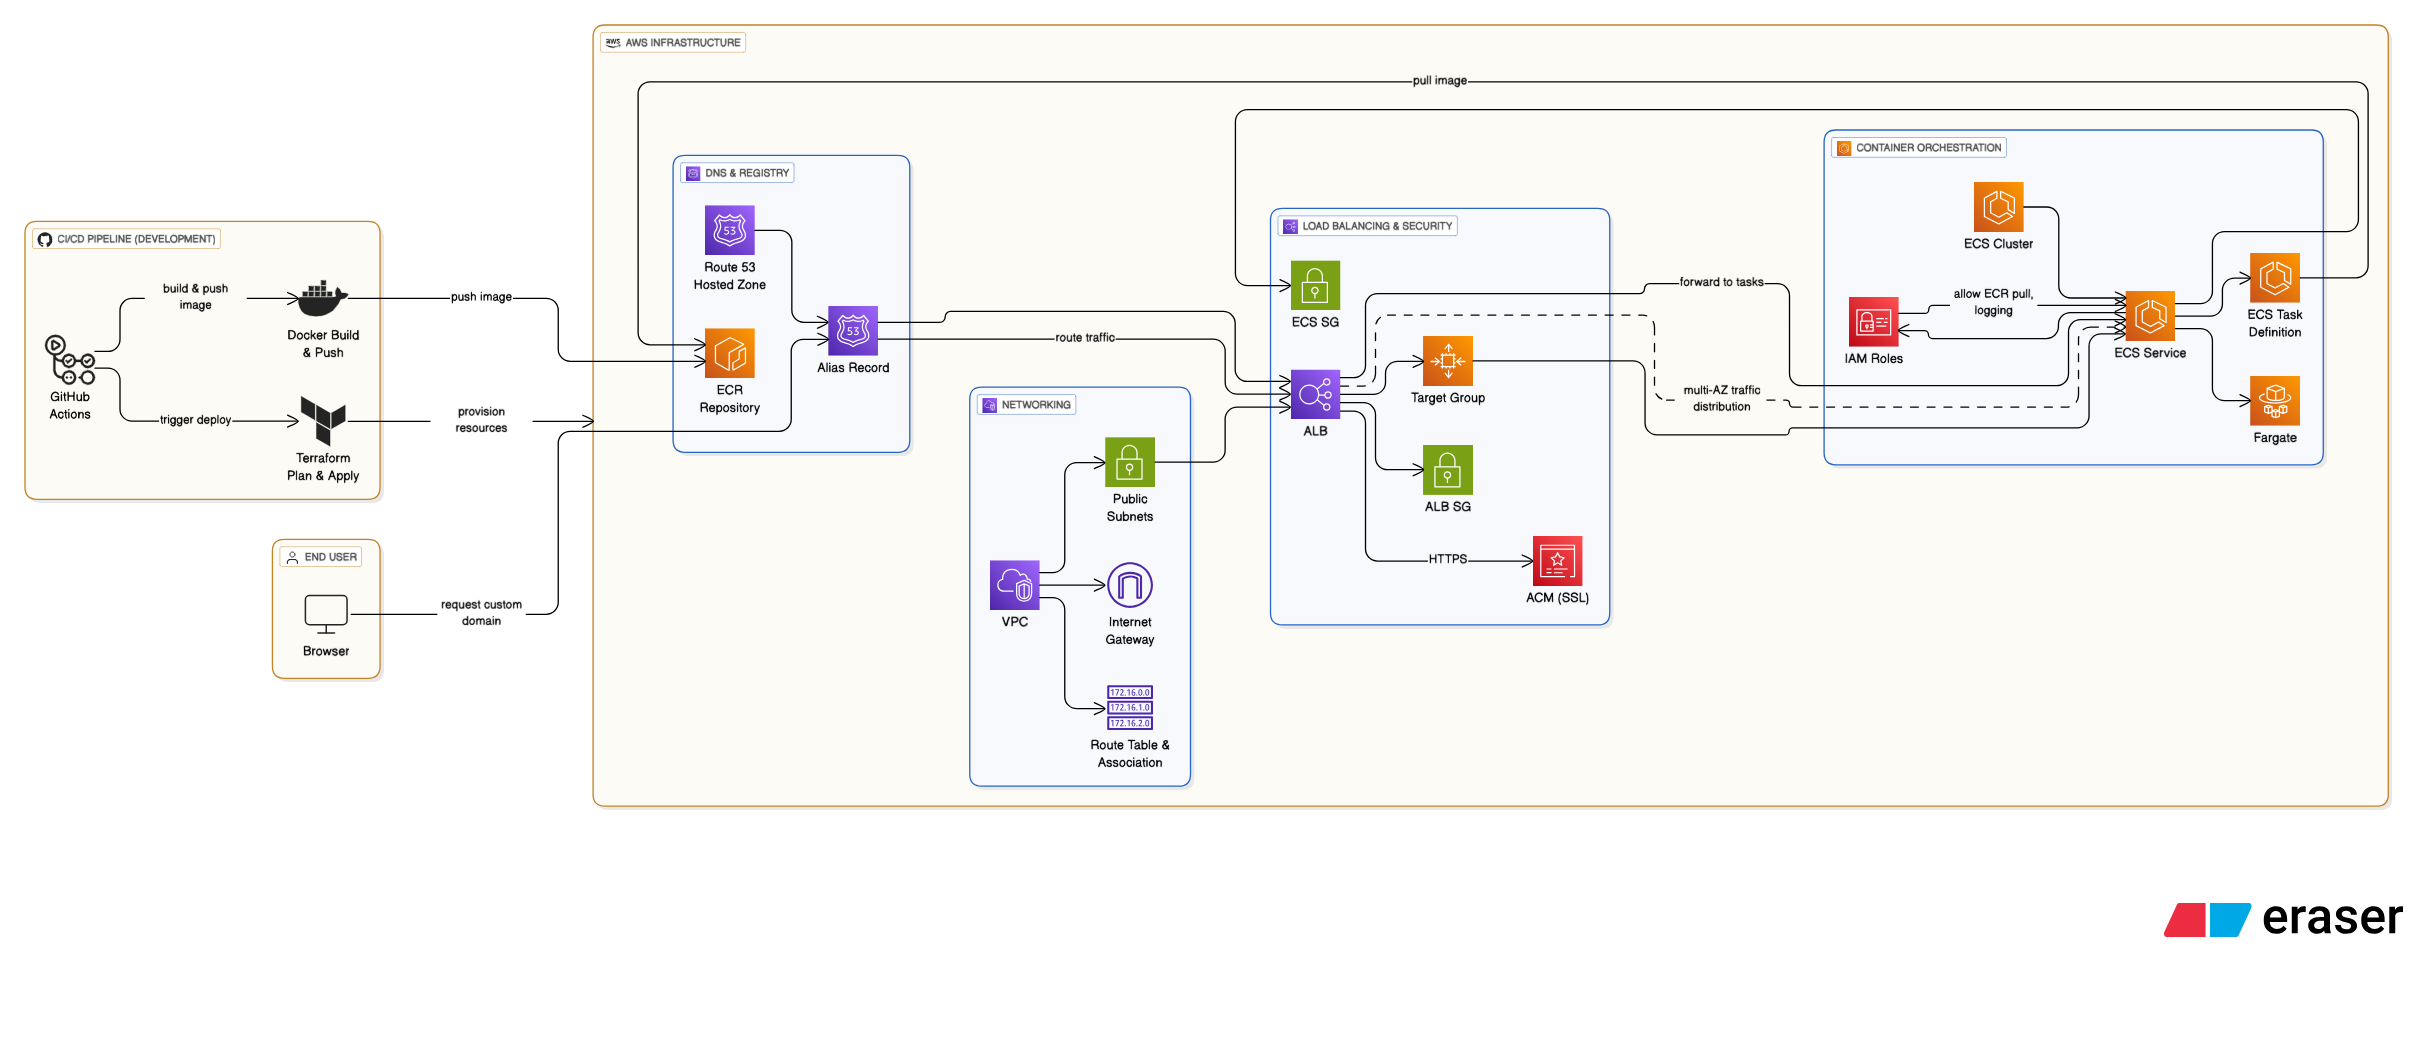 aws AWS INFRASTRUCTURE
pull image
CI/CD PIPELINE (DEVELOPMENT)
build & push
image
Docker Build
& Push
GitHub
Actions
trigger deploy
Terraform
Plan & Apply
push image
provision
resources
END USER
Browser
request custom
domain
DNS & REGISTRY
53
Route 53
Hosted Zone
53
Alias Record
ECR
Repository
route traffic
NETWORKING
Public
Subnets
VPC
Internet
Gateway
172.16.0.0
172.16.1.0
172.16.2.0
Route Table &
Association
LOAD BALANCING & SECURITY
ECS SG
Target Group
ALB
ALB SG
HTTPS
ACM (SSL)
forward to tasks
multi-AZ traffic
distribution
CONTAINER ORCHESTRATION
ECS Cluster
allow ECR pull,
logging
IAM Roles
ECS Service
ECS Task
Definition
Fargate
eraser